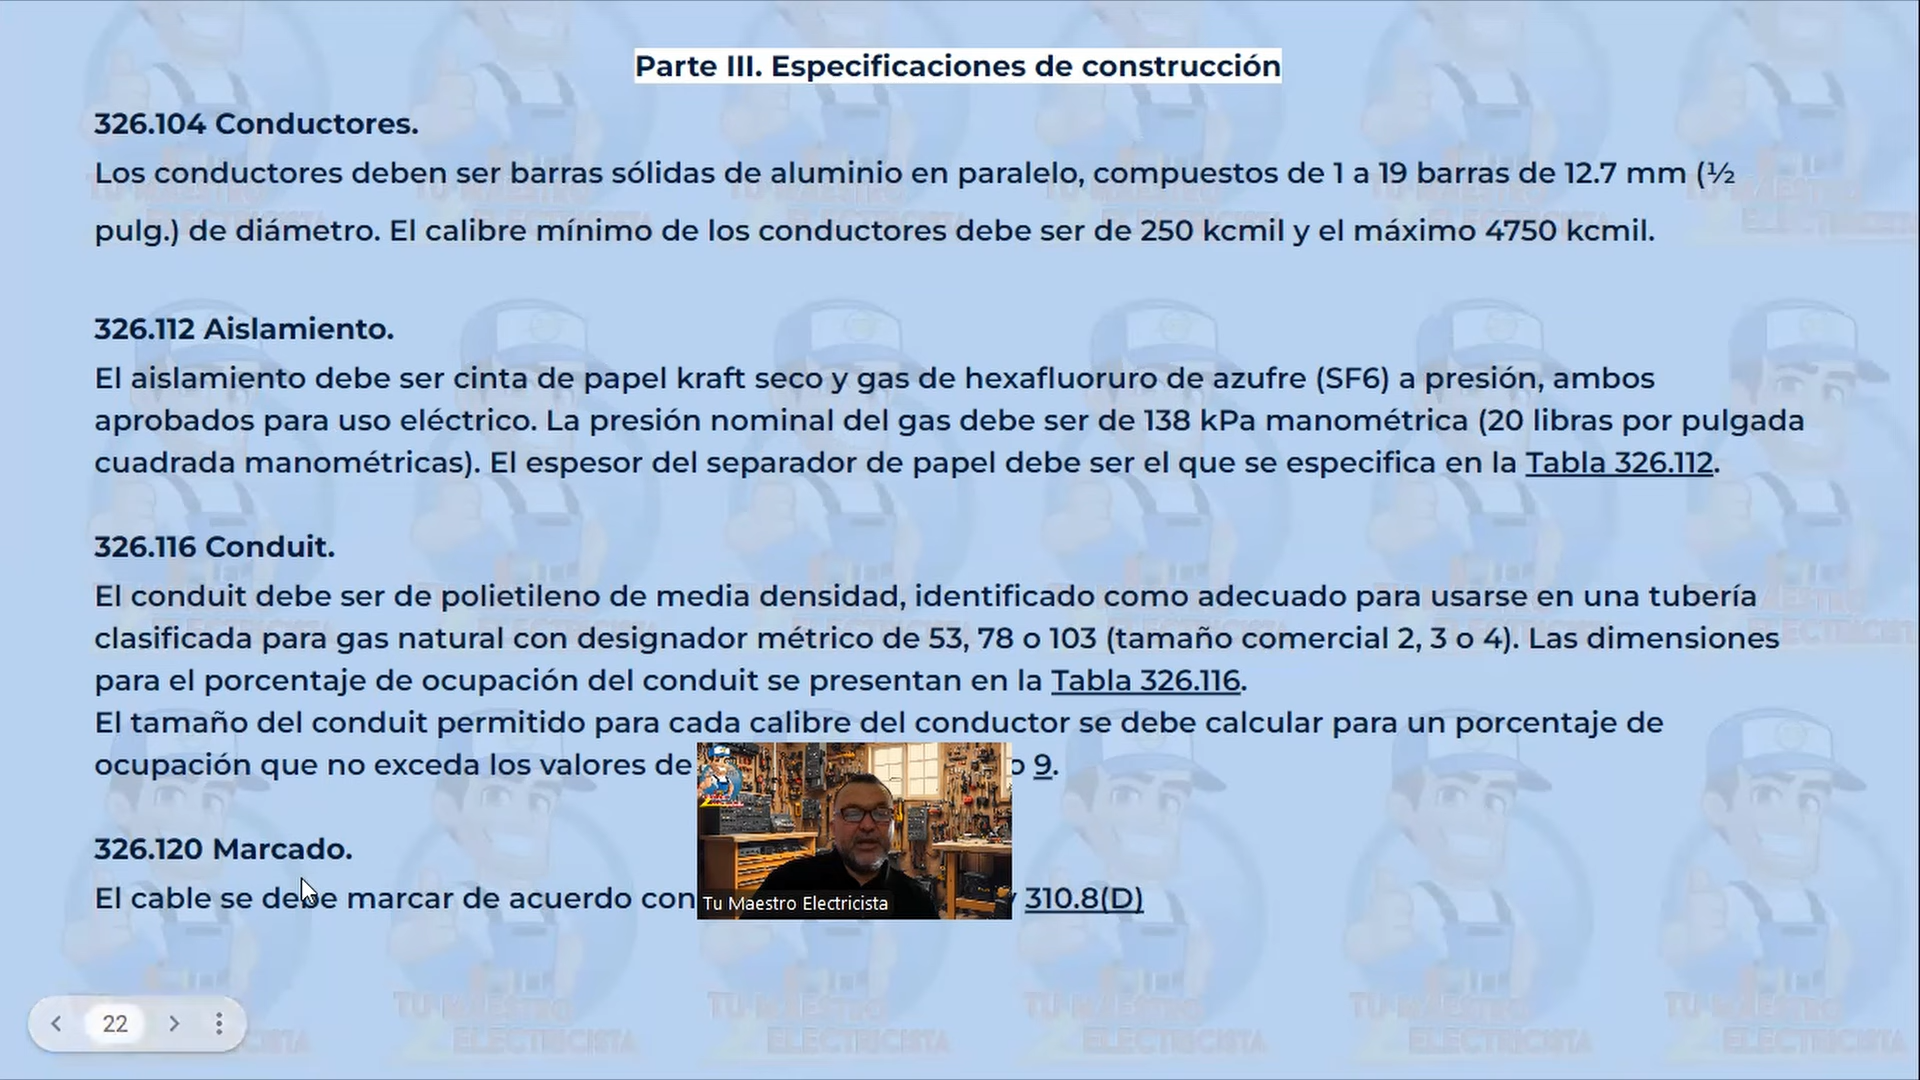 Parte III. Especificaciones de construcción
326.104 Conductores.
Los conductores deben ser barras sólidas de aluminio en paralelo, compuestos de 1 a 19 barras de 12.7 mm (½
pulg.) de diámetro. El calibre mínimo de los conductores debe ser de 250 kcmil y el máximo 4750 kcmil.
326.112 Aislamiento.
El aislamiento debe ser cinta de papel kraft seco y gas de hexafluoruro de azufre (SF6) a presión, ambos
aprobados para uso eléctrico. La presión nominal del gas debe ser de 138 kPa manométrica (20 libras por pulgada
cuadrada manométricas). El espesor del separador de papel debe ser el que se especifica en la Tabla 326.112.
326.116 Conduit.
El conduit debe ser de polietileno de media densidad, identificado como adecuado para usarse en una tubería
clasificada para gas natural con designador métrico de 53, 78 o 103 (tamaño comercial 2, 3 o 4). Las dimensiones
para el porcentaje de ocupación del conduit se presentan en la Tabla 326.116.
El tamaño del conduit permitido para cada calibre del conductor se debe calcular para un porcentaje de
ocupación que no exceda los valores de 9.
326.120 Marcado.
El cable se debe marcar de acuerdo con 310.8(D)
Tu Maestro Electricista
22
TU MAESTRO
ELECTRICISTA